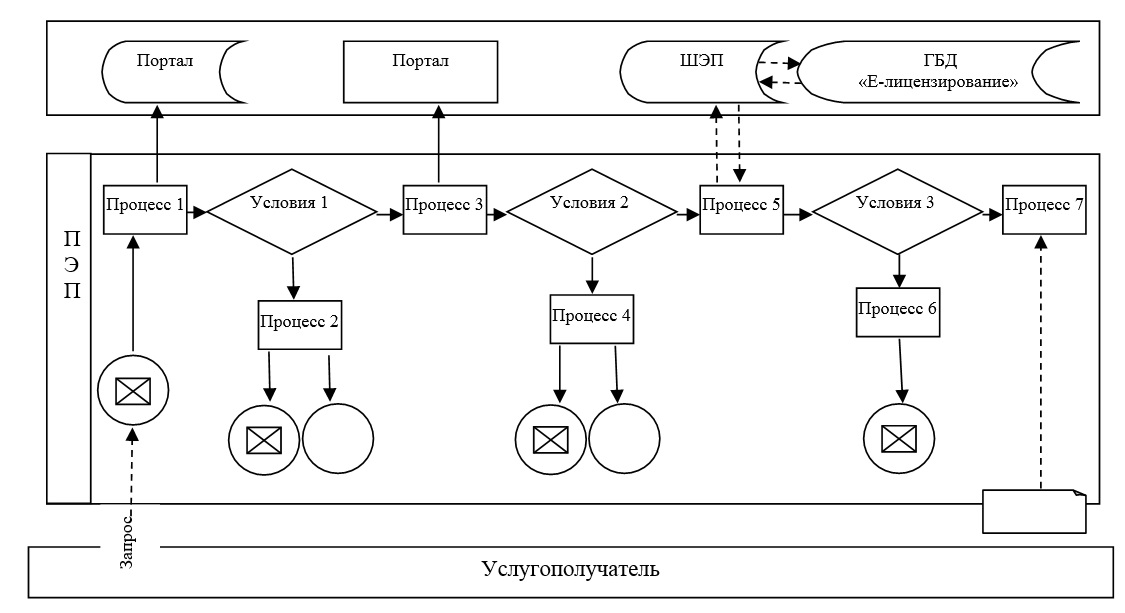 Портал
Портал
ШЭП
ГБД
«Е-лицензирование»
ПЭП
Процесс 1
Условия 1
Процесс 3
Условия 2
Процесс 5
Условия 3
Процесс 7
Процесс 2
Процесс 4
Процесс 6
Запрос
Услугополучатель